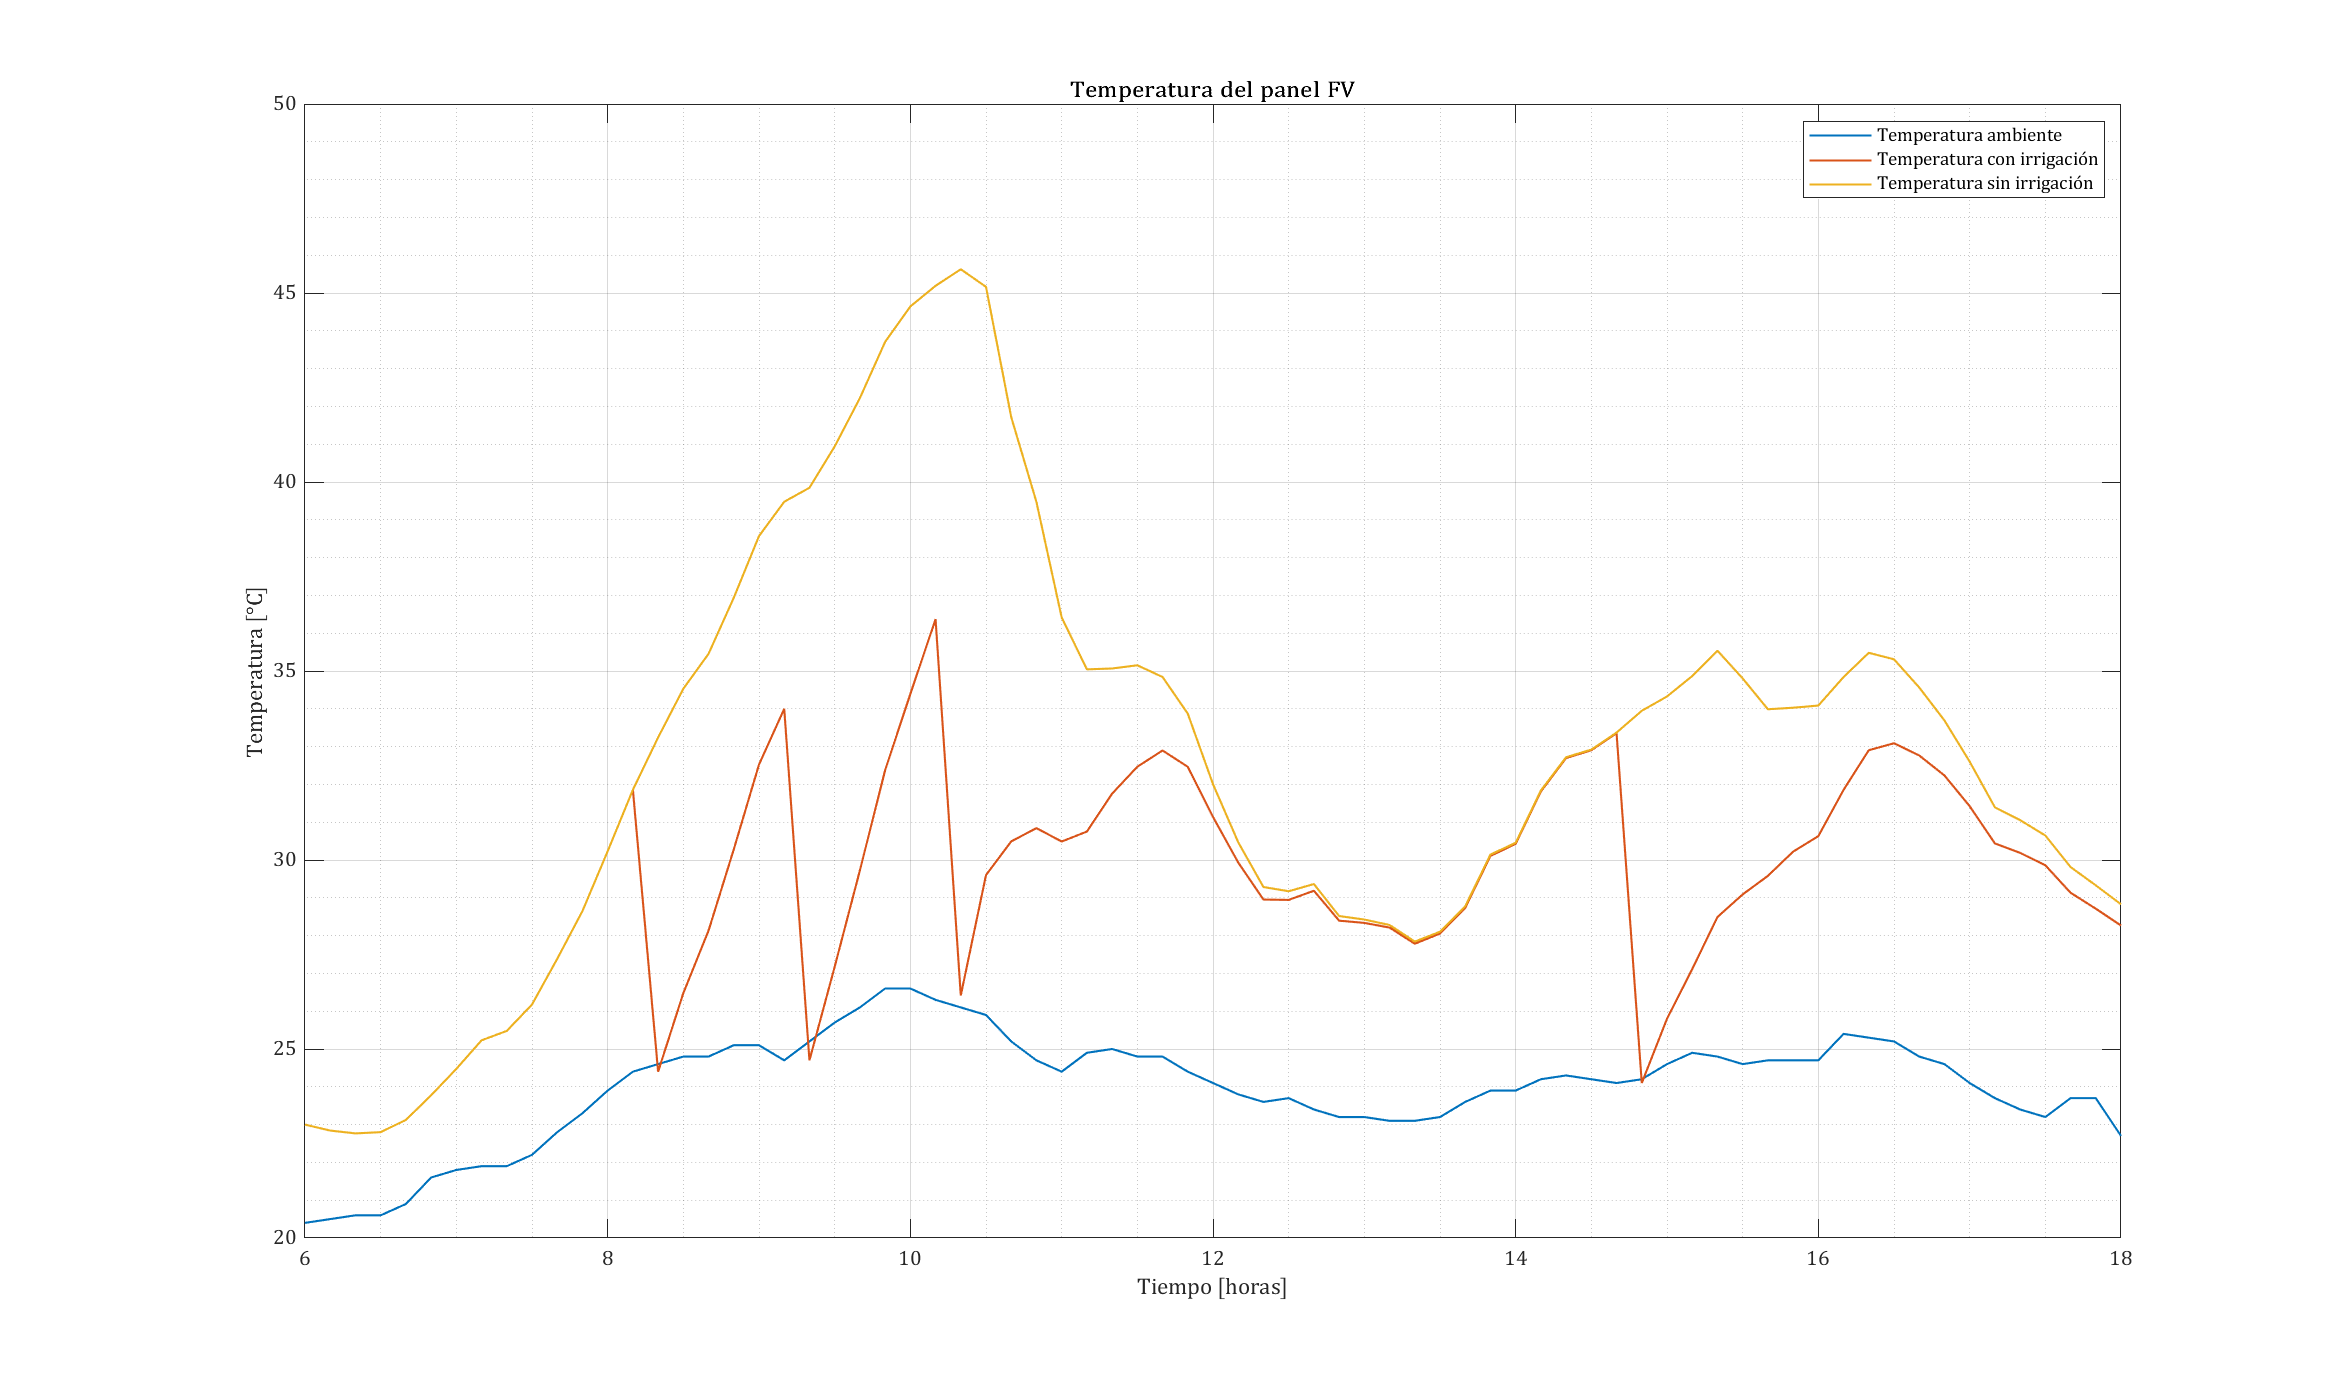 Temperatura del panel FV
50
45
40
35
30
25
20
Temperatura [°C]
Temperatura ambiente
Temperatura con irrigación
Temperatura sin irrigación
6 8 10 12 14 16 18
Tiempo [horas]